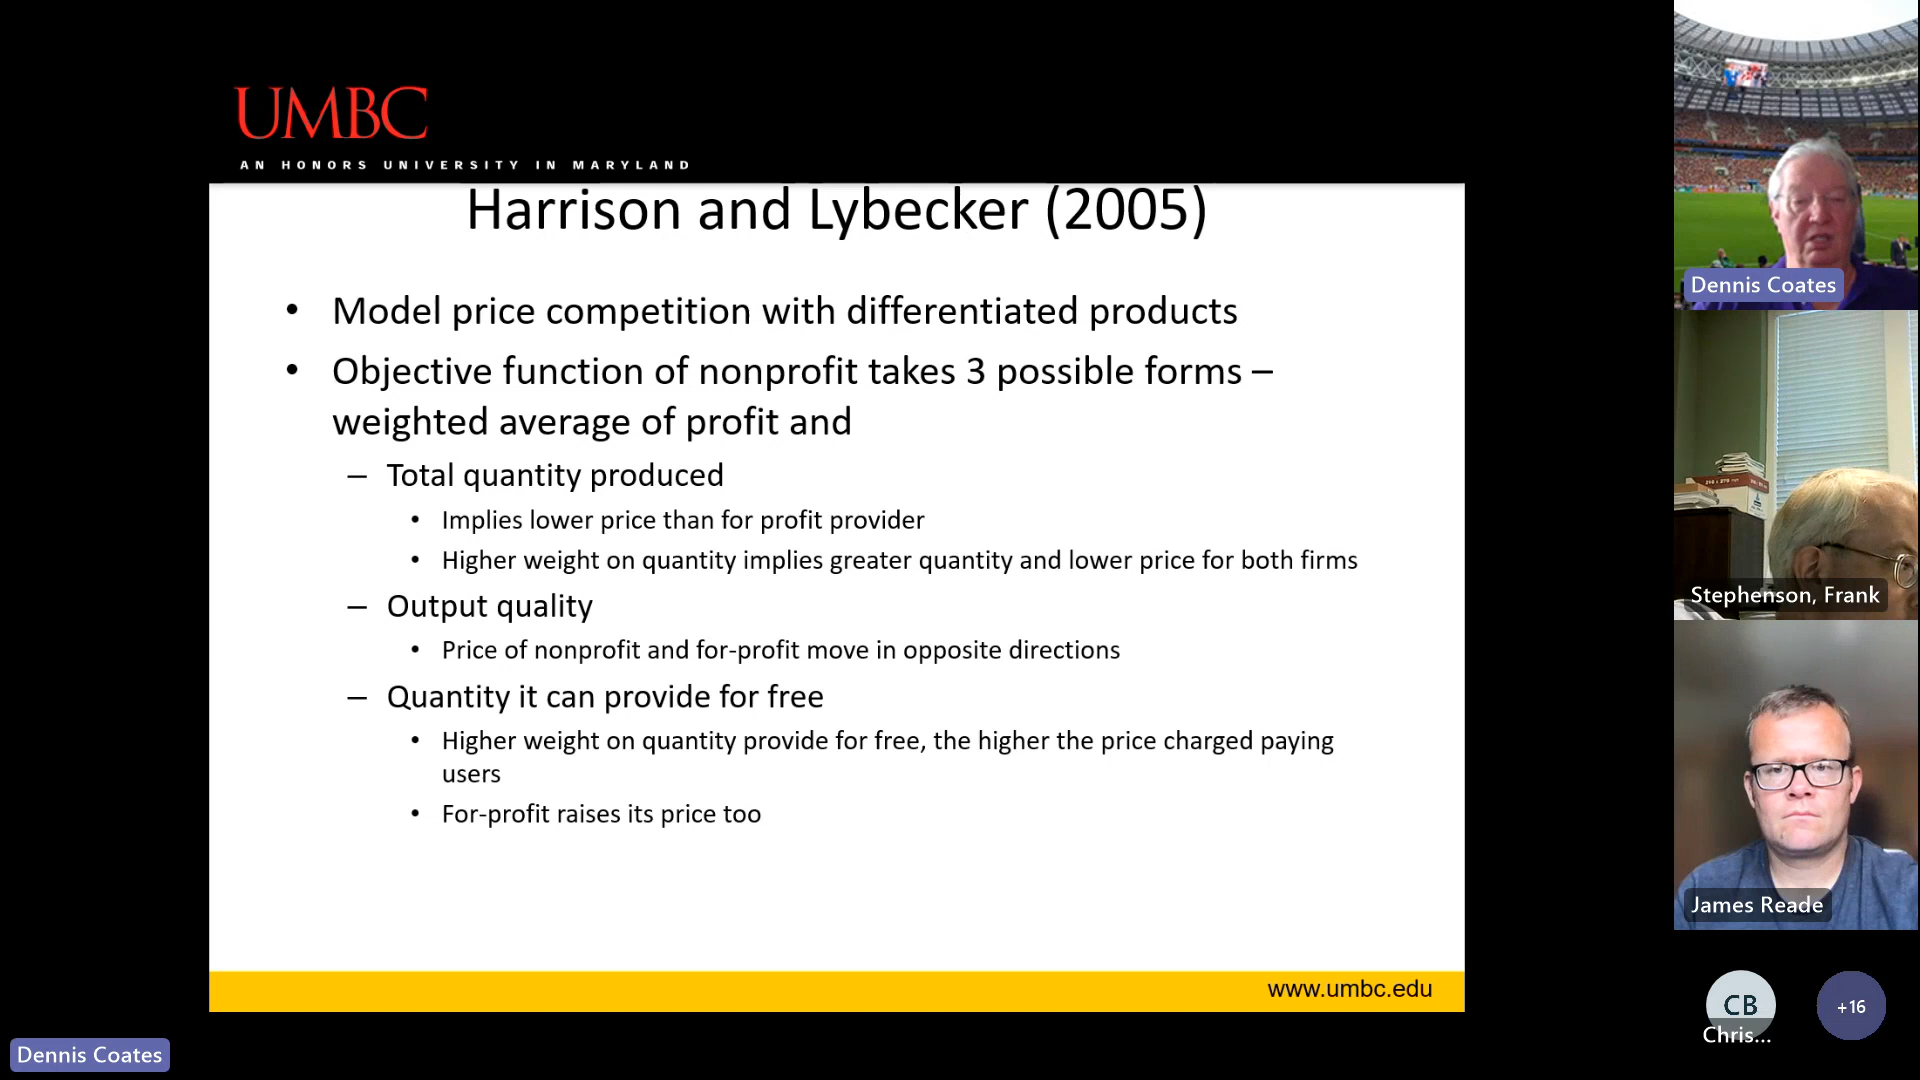 UMBC
AN HONORS UNIVERSITY IN MARYLAND
Harrison and Lybecker (2005)
• Model price competition with differentiated products
• Objective function of nonprofit takes 3 possible forms –
weighted average of profit and
– Total quantity produced
• Implies lower price than for profit provider
• Higher weight on quantity implies greater quantity and lower price for both firms
– Output quality
• Price of nonprofit and for-profit move in opposite directions
– Quantity it can provide for free
• Higher weight on quantity provide for free, the higher the price charged paying
users
• For-profit raises its price too
www.umbc.edu
Dennis Coates
Dennis Coates
Stephenson, Frank
James Reade
CB
Chris...
+16